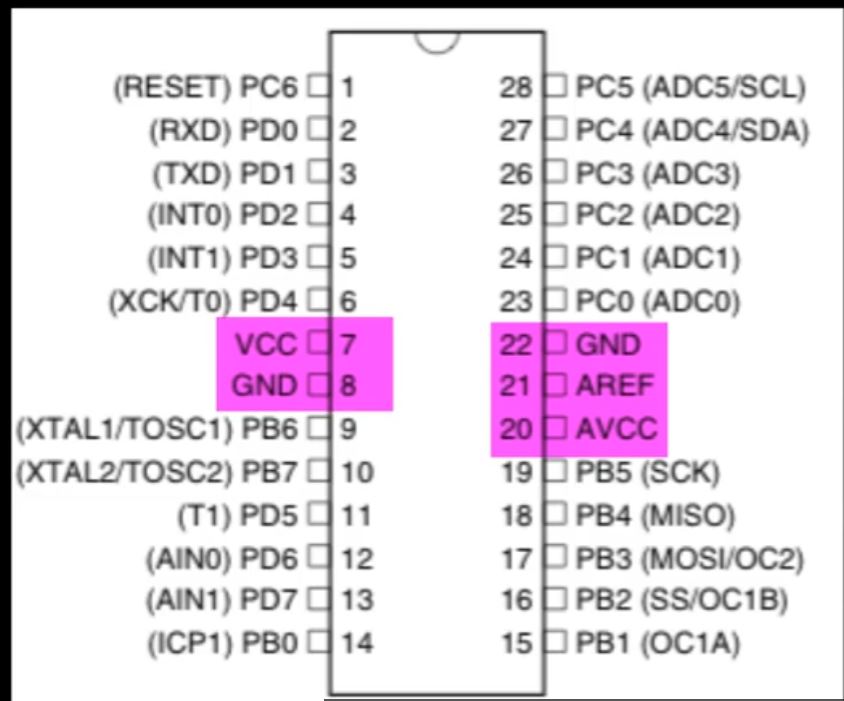 (RESET) PC6 1 28 PC5 (ADC5/SCL)
(RXD) PD0 2 27 PC4 (ADC4/SDA)
(TXD) PD1 3 26 PC3 (ADC3)
(INT0) PD2 4 25 PC2 (ADC2)
(INT1) PD3 5 24 PC1 (ADC1)
(XCK/T0) PD4 6 23 PC0 (ADC0)
VCC 7 22 GND
GND 8 21 AREF
(XTAL1/TOSC1) PB6 9 20 AVCC
(XTAL2/TOSC2) PB7 10 19 PB5 (SCK)
(T1) PD5 11 18 PB4 (MISO)
(AIN0) PD6 12 17 PB3 (MOSI/OC2)
(AIN1) PD7 13 16 PB2 (SS/OC1B)
(ICP1) PB0 14 15 PB1 (OC1A)